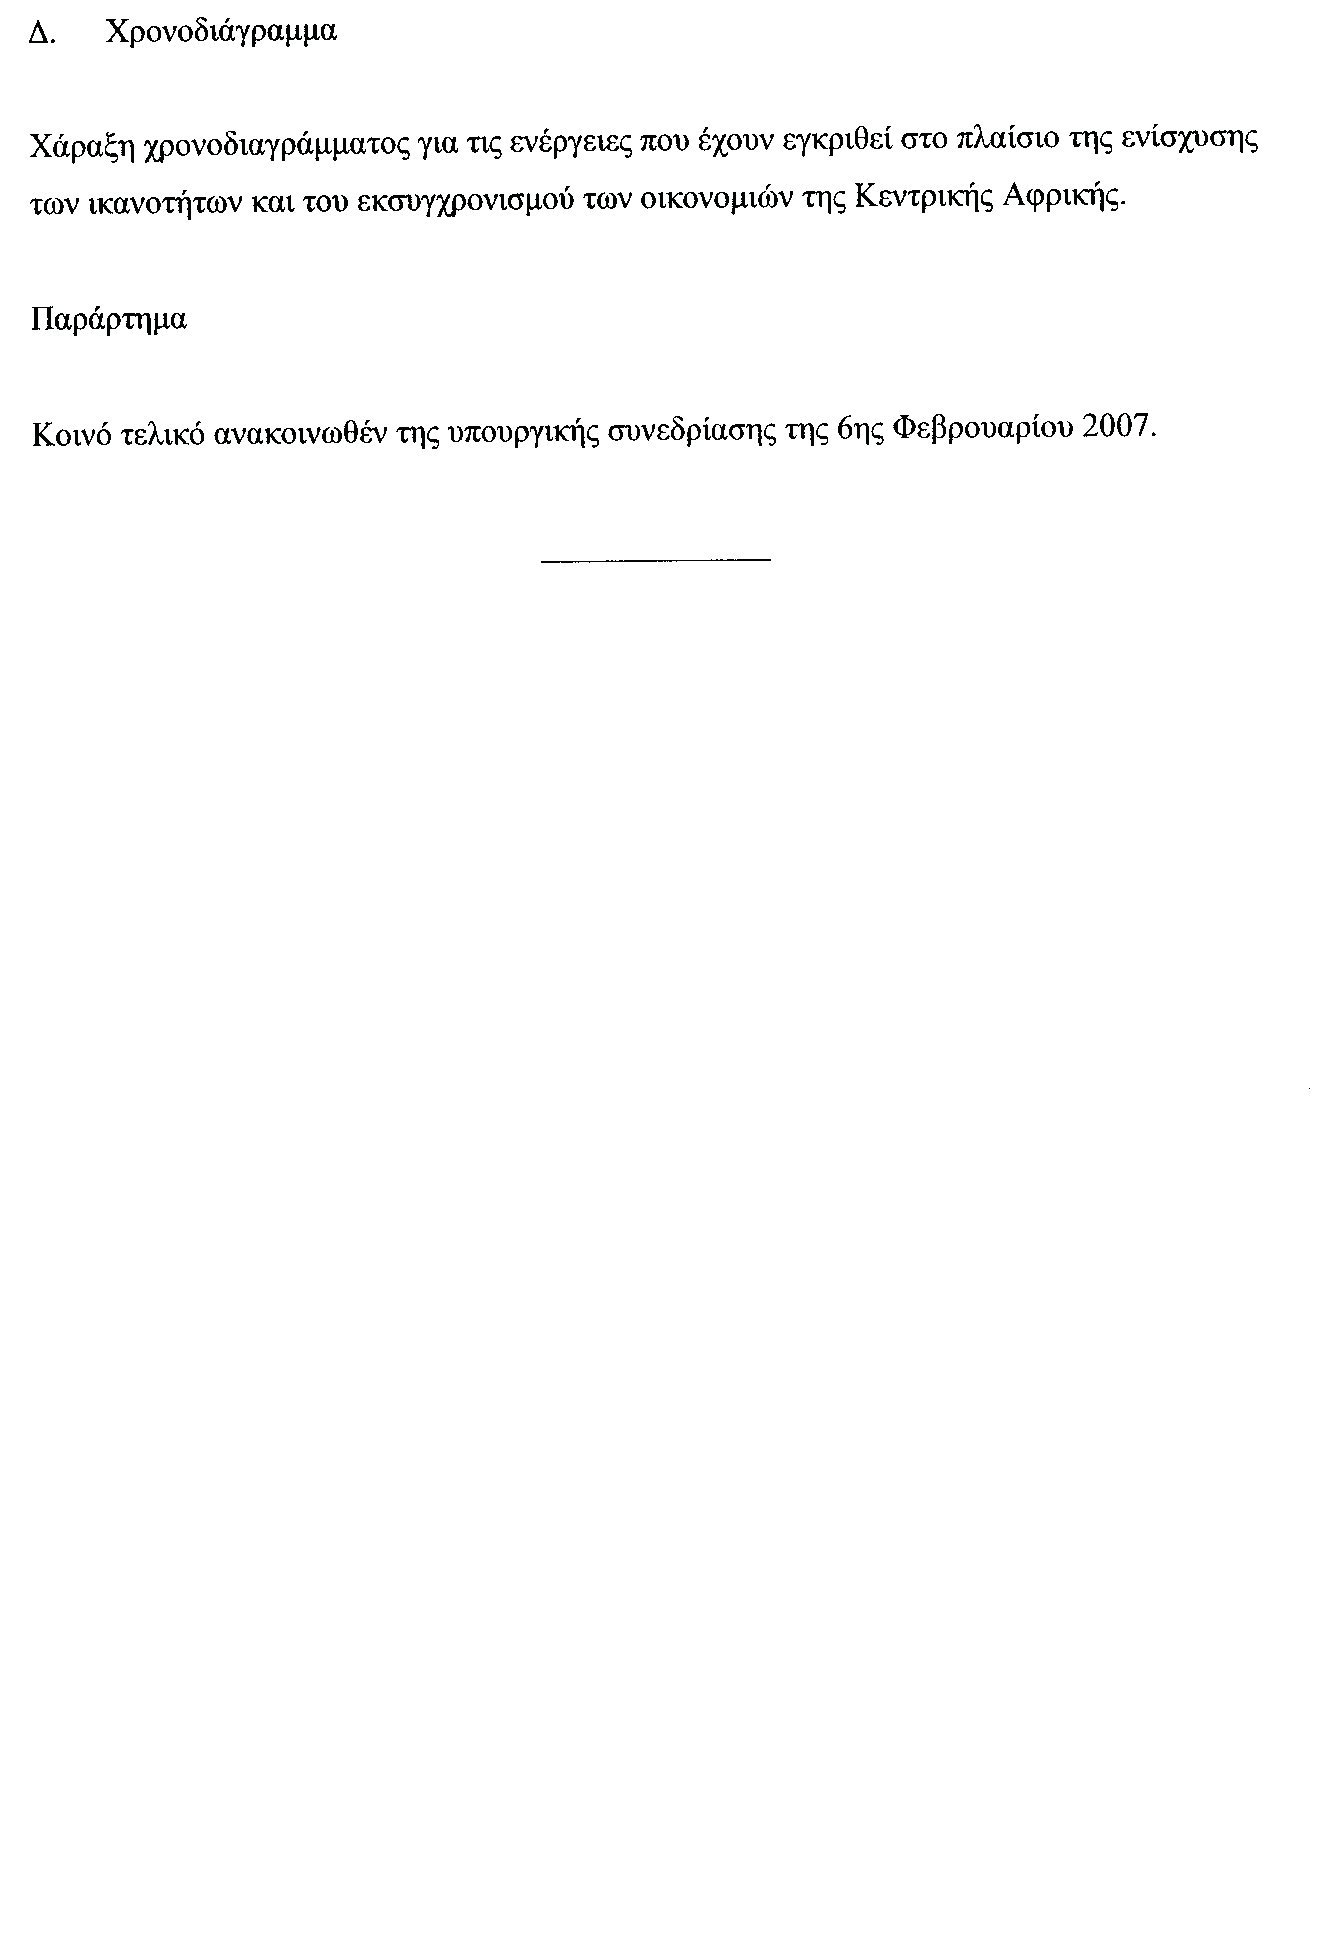 Δ. Χρονοδιάγραμμα
Χάραξη χρονοδιαγράμματος για τις ενέργειες που έχουν εγκριθεί στο πλαίσιο της ενίσχυσης
των ικανοτήτων και του εκσυγχρονισμού των οικονομιών της Κεντρικής Αφρικής.
Παράρτημα
Κοινό τελικό ανακοινωθέν της υπουργικής συνεδρίασης της 6ης Φεβρουαρίου 2007.